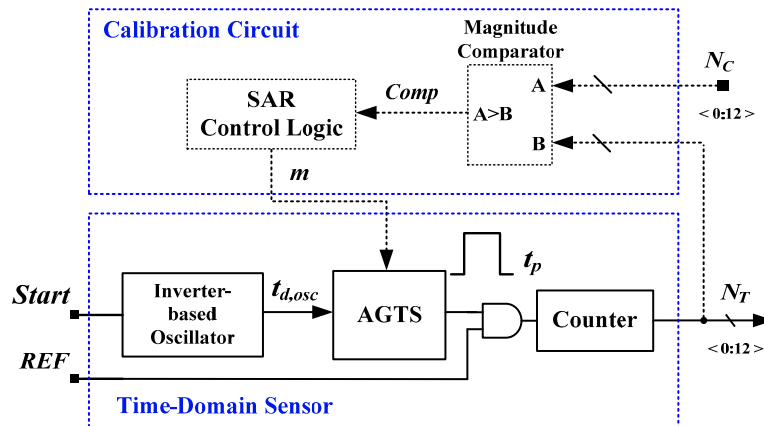 Calibration Circuit
Magnitude
Comparator
N_C
A
SAR
Control Logic
Comp
A>B
< 0:12 >
B
m
t_p
Start
Inverter-
based
Oscillator
t_{d,osc}
AGTS
Counter
N_T
< 0:12 >
REF
Time-Domain Sensor